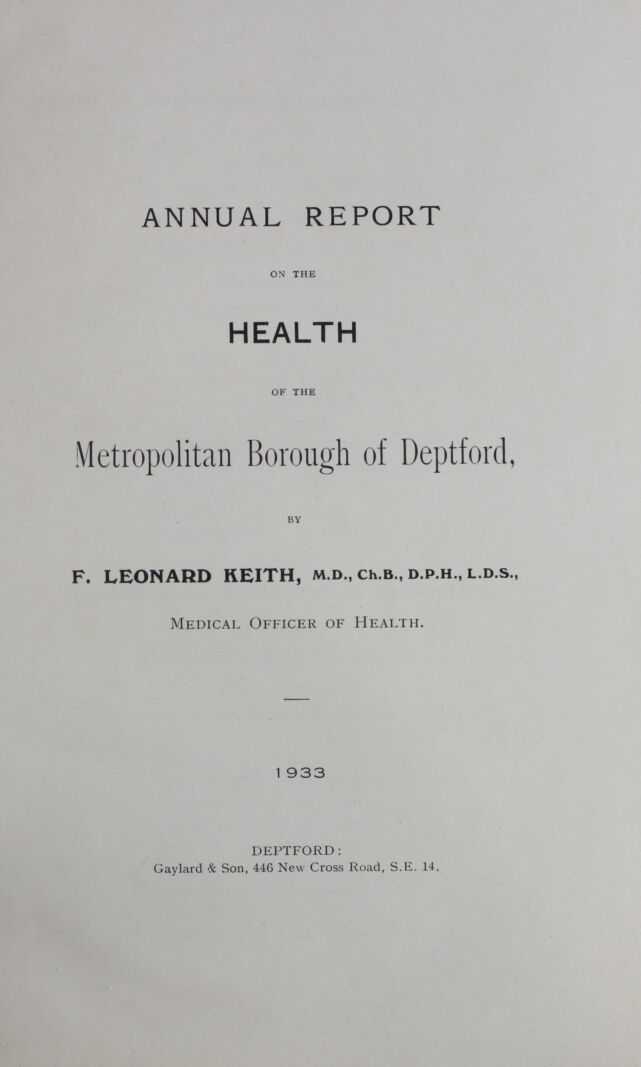 ANNUAL REPORT
ON THE
HEALTH
OF THE
Metropolitan Borough of Deptford,
BY
F. LEONARD KEITH, M.D., Ch.B., D.P.H., L.D.S.,
Medical Officer of Health.
1933
DEPTFORD:
Gaylard & Son, 446 New Cross Road, S.E. 14.